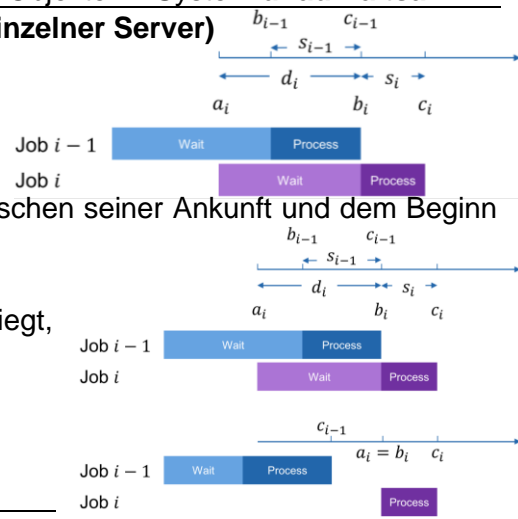 inzelner Server)
b_{i−1} c_{i−1}
s_{i−1}
d_i s_i
a_i b_i c_i
Job i − 1 Wait Process
Job i Wait Process
schen seiner Ankunft und dem Beginn
b_{i−1} c_{i−1}
s_{i−1}
d_i s_i
a_i b_i c_i
iegt,
Job i − 1 Wait Process
Job i Wait Process
c_{i−1}
a_i = b_i c_i
Job i − 1 Wait Process
Job i Process